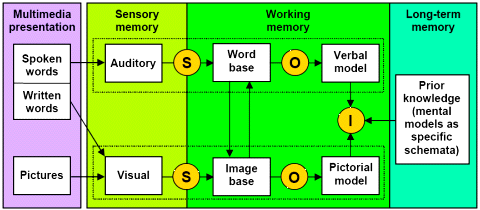 Multimedia
presentation
Sensory
memory
Working
memory
Long-term
memory
Spoken
words
Written
words
Pictures
Auditory
Visual
S
S
Word
base
Image
base
O
O
Verbal
model
I
Pictorial
model
Prior
knowledge
(mental
models as
specific
schemata)